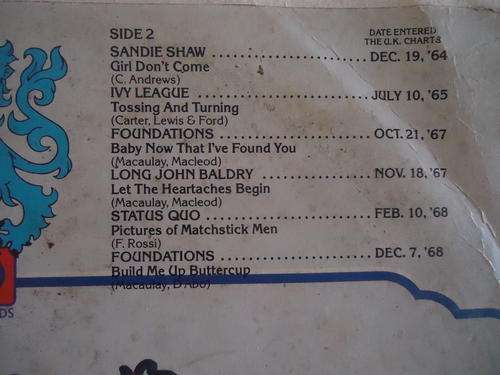 SIDE 2
DATE ENTERED
THE U.K. CHARTS
SANDIE SHAW .......................... DEC. 19, '64
Girl Don't Come
(C. Andrews)
IVY LEAGUE .......................... JULY 10, '65
Tossing And Turning
(Carter, Lewis & Ford)
FOUNDATIONS .......................... OCT. 21, '67
Baby Now That I've Found You
(Macaulay, Macleod)
LONG JOHN BALDRY .................. NOV. 18, '67
Let The Heartaches Begin
(Macaulay, Macleod)
STATUS QUO .......................... FEB. 10, '68
Pictures of Matchstick Men
(F. Rossi)
FOUNDATIONS ........................ DEC. 7, '68
Build Me Up Buttercup
(Macaulay, D'Abo)
DS